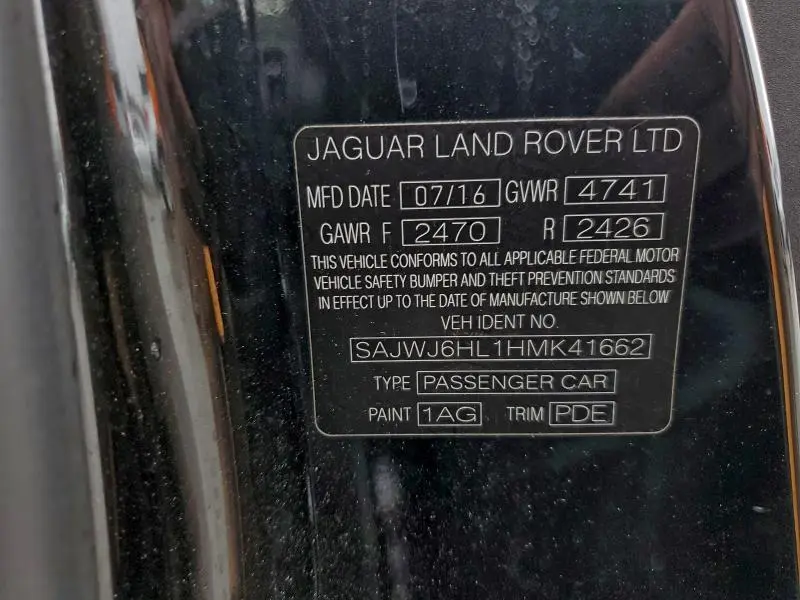 JAGUAR LAND ROVER LTD
MFD DATE 07/16 GVWR 4741
GAWR F 2470 R 2426
THIS VEHICLE CONFORMS TO ALL APPLICABLE FEDERAL MOTOR
VEHICLE SAFETY BUMPER AND THEFT PREVENTION STANDARDS
IN EFFECT UP TO THE DATE OF MANUFACTURE SHOWN BELOW
VEH IDENT NO.
SAJWJ6HL1HMK41662
TYPE PASSENGER CAR
PAINT 1AG TRIM PDE